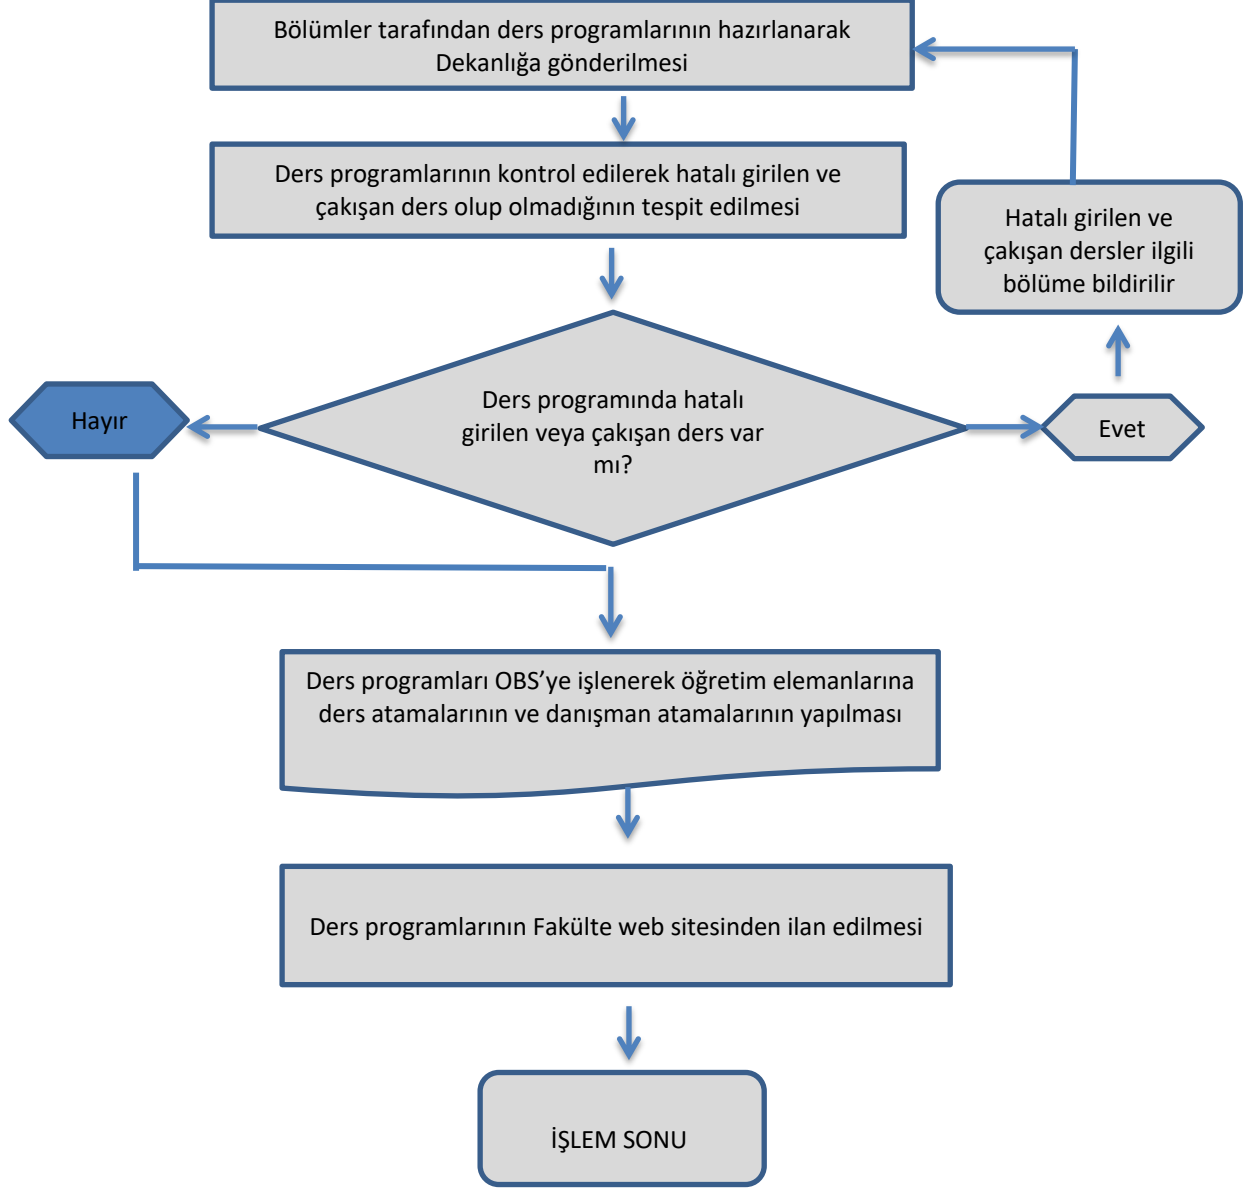 Bölümler tarafından ders programlarının hazırlanarak
Dekanlığa gönderilmesi
Ders programlarının kontrol edilerek hatalı girilen ve
çakışan ders olup olmadığının tespit edilmesi
Hatalı girilen ve
çakışan dersler ilgili
bölüme bildirilir
Ders programında hatalı
girilen veya çakışan ders var
mı?
Hayır
Evet
Ders programları OBS’ye işlenerek öğretim elemanlarına
ders atamalarının ve danışman atamalarının yapılması
Ders programlarının Fakülte web sitesinden ilan edilmesi
İŞLEM SONU